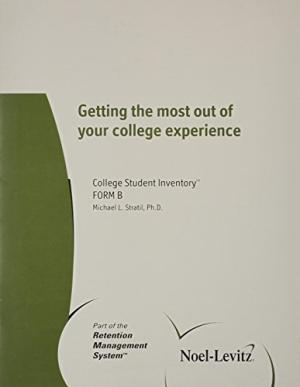 Getting the most out of
your college experience
College Student Inventory™
FORM B
Michael L. Stratil, Ph.D.
Part of the
Retention
Management
System™
Noel-Levitz